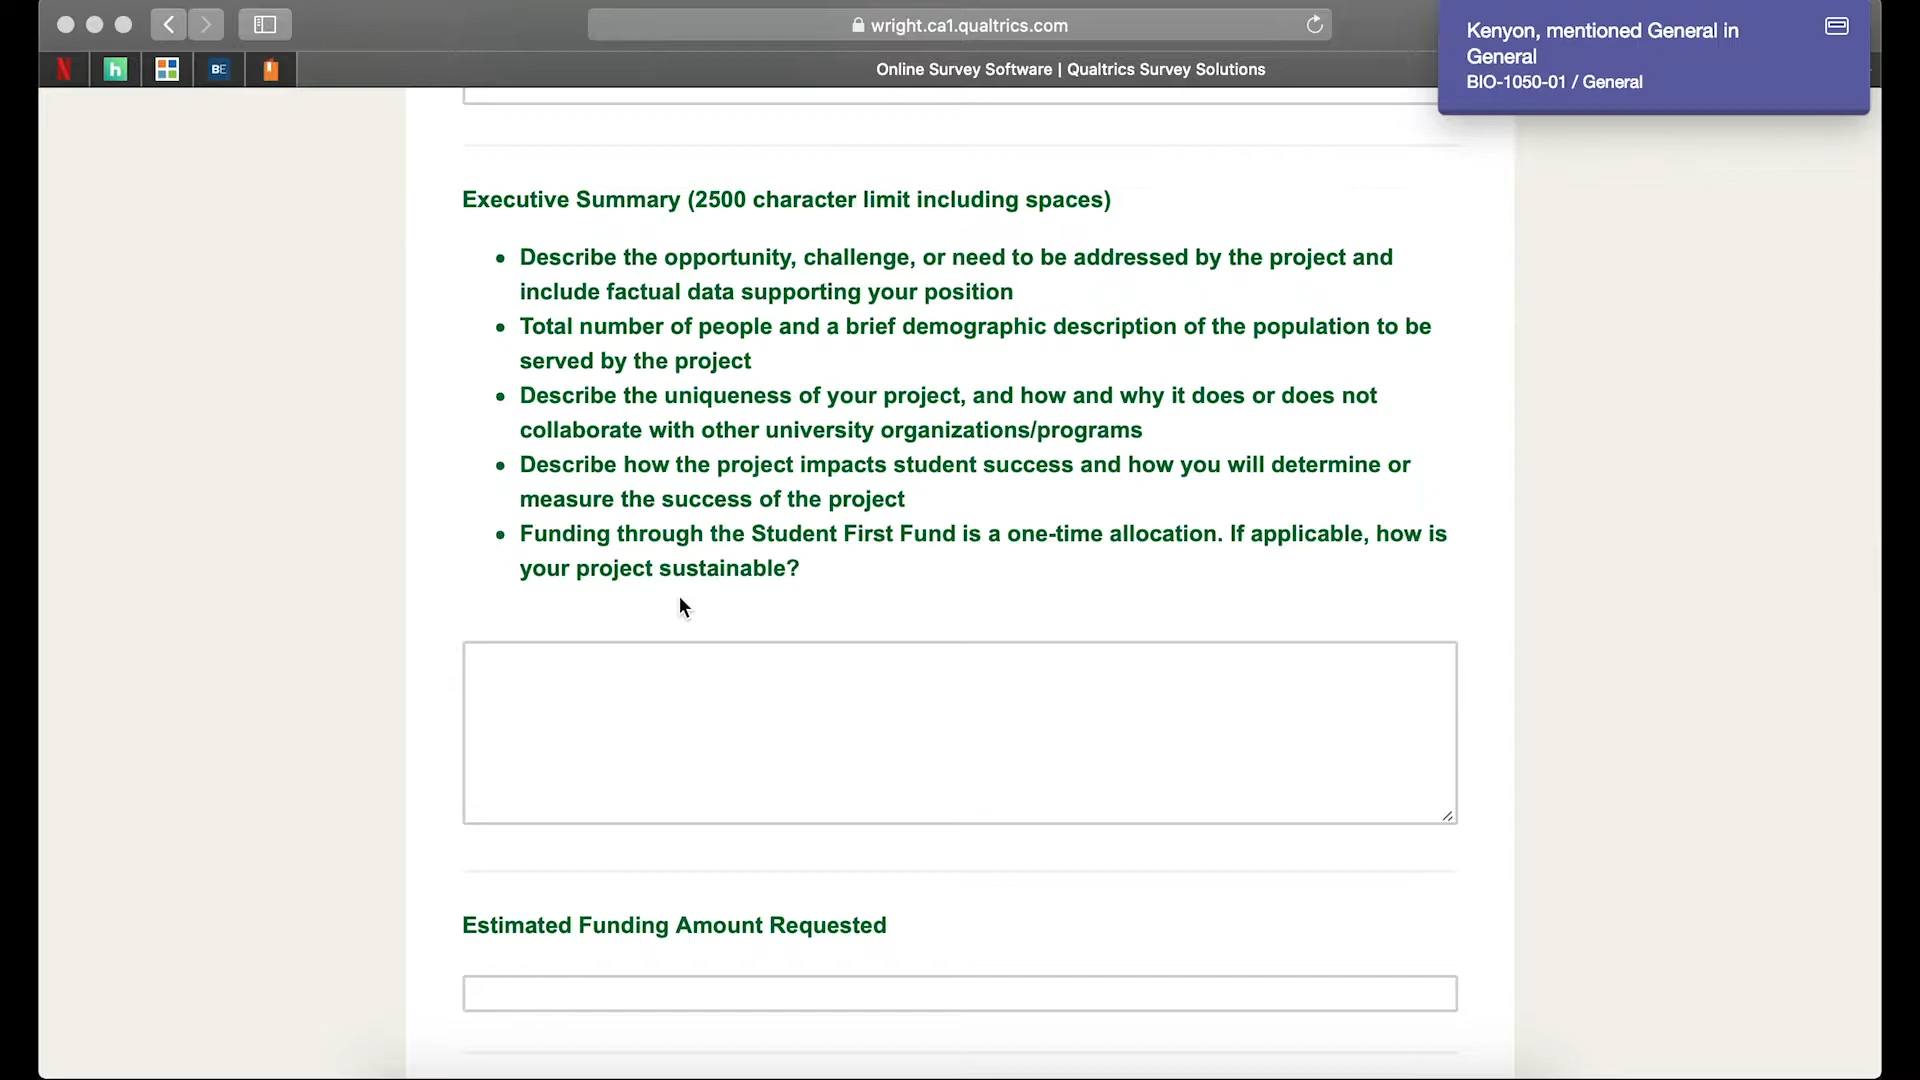 wright.ca1.qualtrics.com
Kenyon, mentioned General in
General
BIO-1050-01 / General
N
h
BE
Online Survey Software | Qualtrics Survey Solutions
Executive Summary (2500 character limit including spaces)
• Describe the opportunity, challenge, or need to be addressed by the project and
include factual data supporting your position
• Total number of people and a brief demographic description of the population to be
served by the project
• Describe the uniqueness of your project, and how and why it does or does not
collaborate with other university organizations/programs
• Describe how the project impacts student success and how you will determine or
measure the success of the project
• Funding through the Student First Fund is a one-time allocation. If applicable, how is
your project sustainable?
Estimated Funding Amount Requested